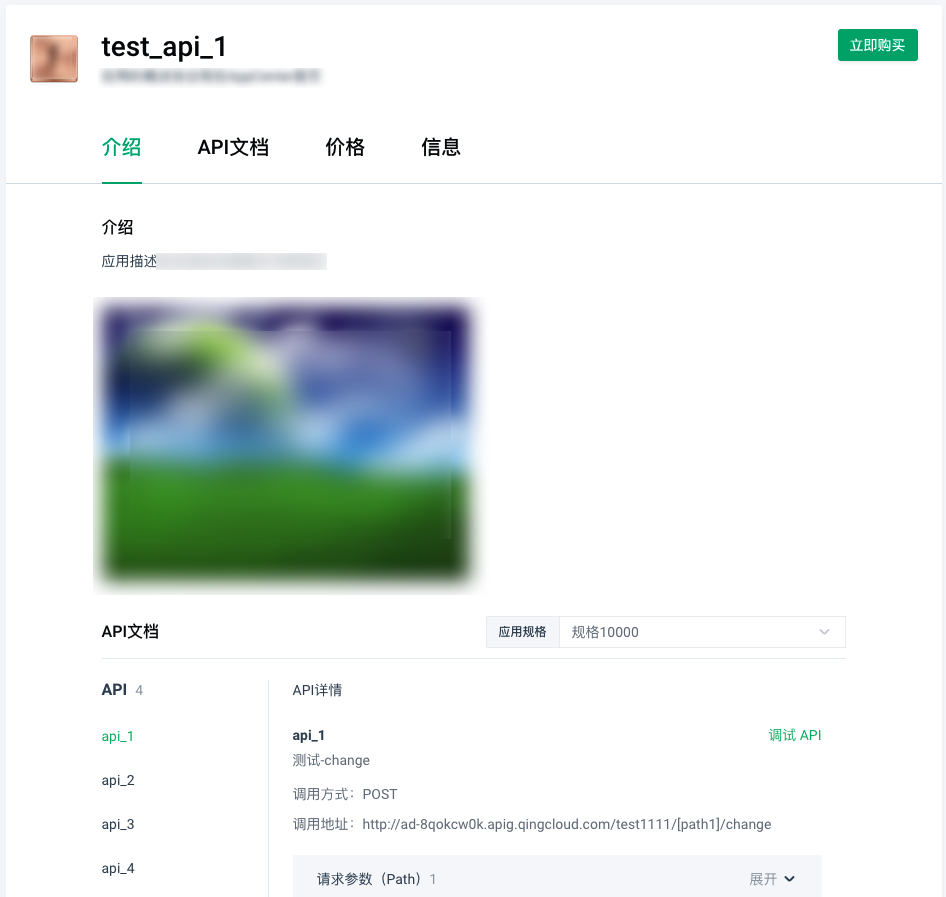 test_api_1
立即购买
介绍 API文档 价格 信息
介绍
应用描述
API文档 应用规格 规格10000
API 4
API详情
api_1
api_1 调试 API
测试-change
api_2
调用方式：POST
api_3
调用地址：http://ad-8qokcw0k.apig.qingcloud.com/test1111/[path1]/change
api_4
请求参数（Path） 1 展开